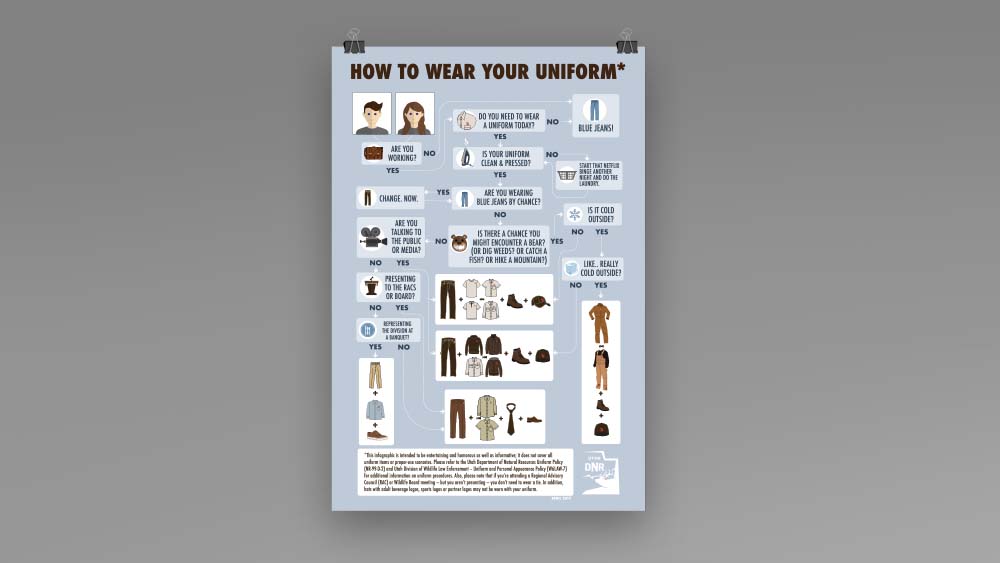 HOW TO WEAR YOUR UNIFORM*
DO YOU NEED TO WEAR
A UNIFORM TODAY?
NO
BLUE JEANS!
YES
ARE YOU
WORKING?
NO
YES
IS YOUR UNIFORM
CLEAN & PRESSED?
NO
START THAT NETFLIX
BINGE ANOTHER
NIGHT AND DO THE
LAUNDRY.
YES
ARE YOU WEARING
BLUE JEANS BY CHANCE?
YES
CHANGE. NOW.
NO
IS THERE A CHANCE YOU
MIGHT ENCOUNTER A BEAR?
(OR DIG WEEDS? OR CATCH A
FISH? OR HIKE A MOUNTAIN?)
YES
IS IT COLD
OUTSIDE?
NO YES
LIKE.. REALLY
COLD OUTSIDE?
NO YES
NO
ARE YOU
TALKING TO
THE PUBLIC
OR MEDIA?
NO YES
PRESENTING
TO THE RACS
OR BOARD?
NO YES
REPRESENTING
THE DIVISION AT
A BANQUET?
YES NO
+ + + +
+ + + +
+ + + +
+
+
+
+
+
*This infographic is intended to be entertaining and humorous as well as informative; it does not cover all
uniform items or proper-use scenarios. Please refer to the Utah Department of Natural Resources Uniform Policy
and Utah Division of Wildlife Law Enforcement – Uniform and Personal Appearance Policy
for additional information on uniform procedures. Also, please note that if you're attending a Regional Advisory
Council (RAC) or Wildlife Board meeting – but you aren't presenting – you don't need to wear a tie. In addition,
hats with adult beverage logos, sports logos or partner logos may not be worn with your uniform.
UTAH
DNR